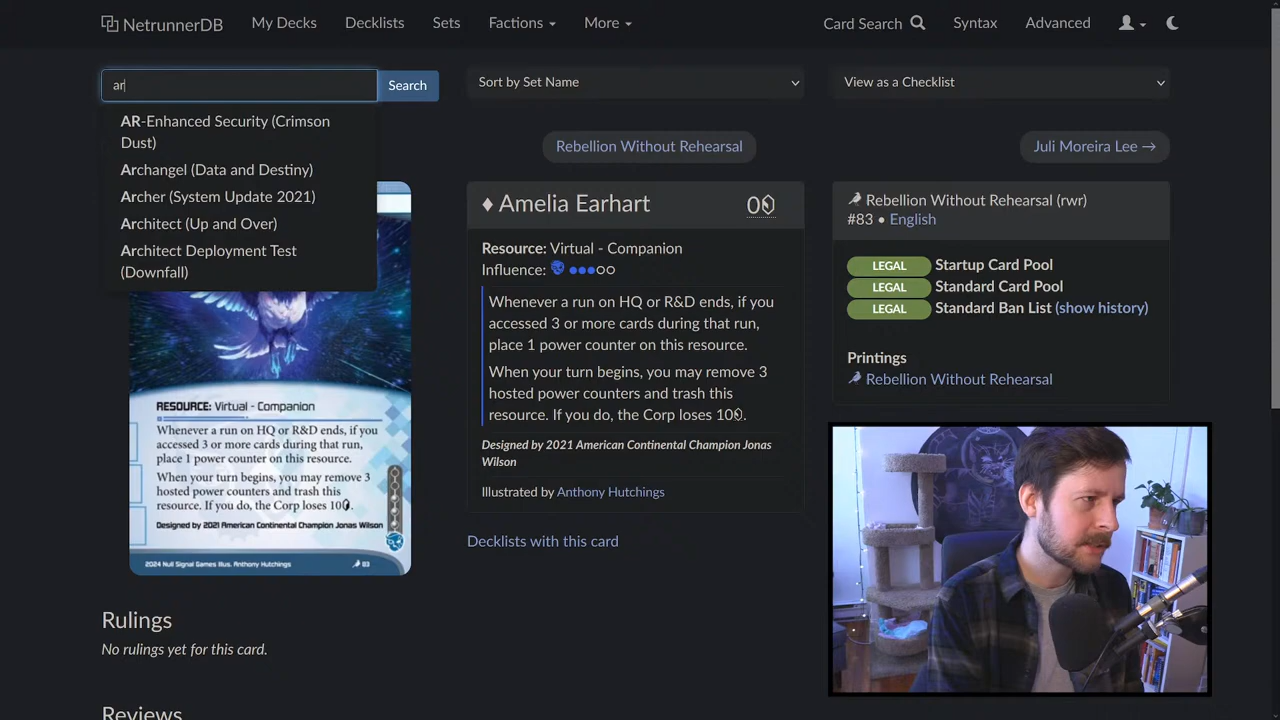 NetrunnerDB
My Decks
Decklists
Sets
Factions
More
Card Search
Syntax
Advanced
ar
Search
Sort by Set Name
View as a Checklist
AR-Enhanced Security (Crimson
Dust)
Archangel (Data and Destiny)
Archer (System Update 2021)
Architect (Up and Over)
Architect Deployment Test
(Downfall)
Rebellion Without Rehearsal
Juli Moreira Lee →
RESOURCE: Virtual - Companion
Whenever a run on HQ or R&D ends, if you
accessed 3 or more cards during that run,
place 1 power counter on this resource.
When your turn begins, you may remove 3
hosted power counters and trash this
resource. If you do, the Corp loses 10.
Designed by 2021 American Continental Champion Jonas Wilson
2024 Null Signal Games Illus. Anthony Hutchings
83
♦ Amelia Earhart
0
Resource: Virtual - Companion
Influence:
Whenever a run on HQ or R&D ends, if you
accessed 3 or more cards during that run,
place 1 power counter on this resource.
When your turn begins, you may remove 3
hosted power counters and trash this
resource. If you do, the Corp loses 10.
Designed by 2021 American Continental Champion Jonas
Wilson
Illustrated by Anthony Hutchings
Decklists with this card
Rebellion Without Rehearsal (rwr)
#83 • English
LEGAL Startup Card Pool
LEGAL Standard Card Pool
LEGAL Standard Ban List (show history)
Printings
Rebellion Without Rehearsal
Rulings
No rulings yet for this card.
Reviews